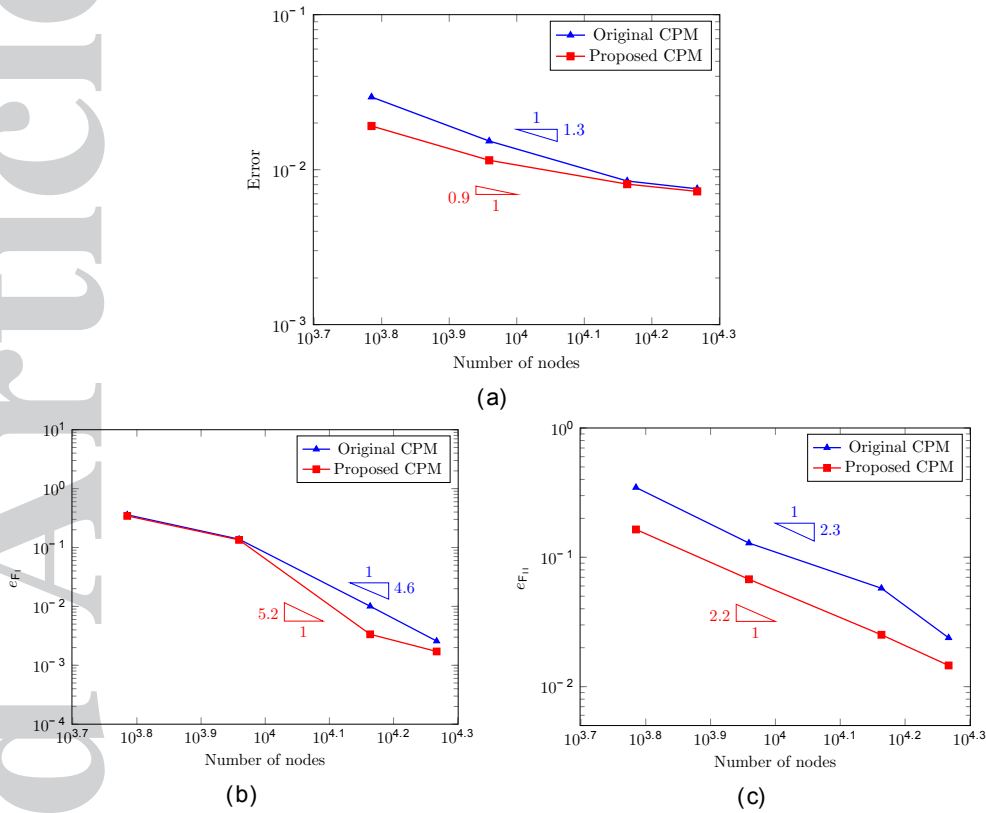 d Articl
10^-1
10^-2
10^-3
Error
Original CPM
Proposed CPM
1
1.3
0.9
1
10^3.7 10^3.8 10^3.9 10^4 10^4.1 10^4.2 10^4.3
Number of nodes
(a)
10^1
10^0
10^-1
10^-2
10^-3
10^-4
e_F_I
Original CPM
Proposed CPM
1
4.6
5.2
1
10^3.7 10^3.8 10^3.9 10^4 10^4.1 10^4.2 10^4.3
Number of nodes
(b)
10^0
10^-1
10^-2
e_F_II
Original CPM
Proposed CPM
1
2.3
2.2
1
10^3.7 10^3.8 10^3.9 10^4 10^4.1 10^4.2 10^4.3
Number of nodes
(c)